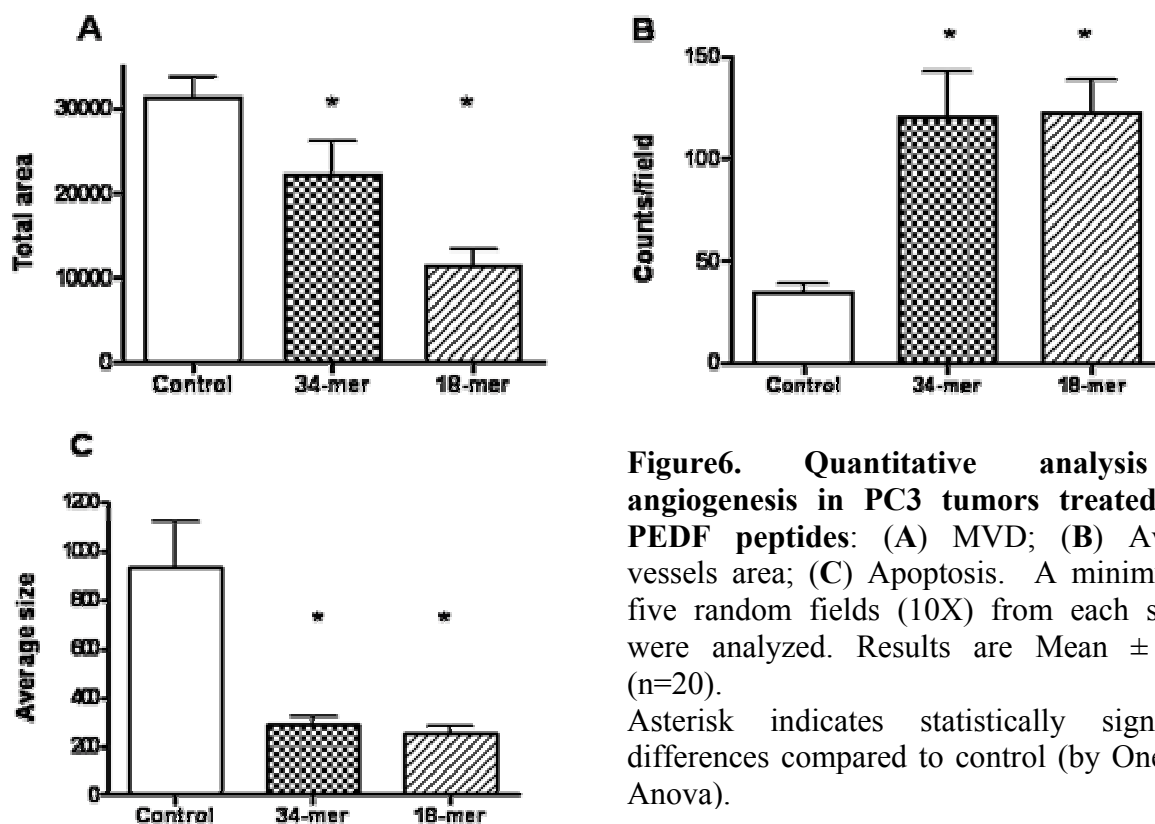 A
Total area
30000
20000
10000
0
*
*
Control 34-mer 18-mer
B
Counts/field
150
100
50
0
*
*
Control 34-mer 18-mer
C
Average size
1200
1000
800
600
400
200
0
*
*
Control 34-mer 18-mer
Figure6. Quantitative analysis
angiogenesis in PC3 tumors treated
PEDF peptides: (A) MVD; (B) Av
vessels area; (C) Apoptosis. A minim
five random fields (10X) from each s
were analyzed. Results are Mean ±
(n=20).
Asterisk indicates statistically sign
differences compared to control (by One
Anova).